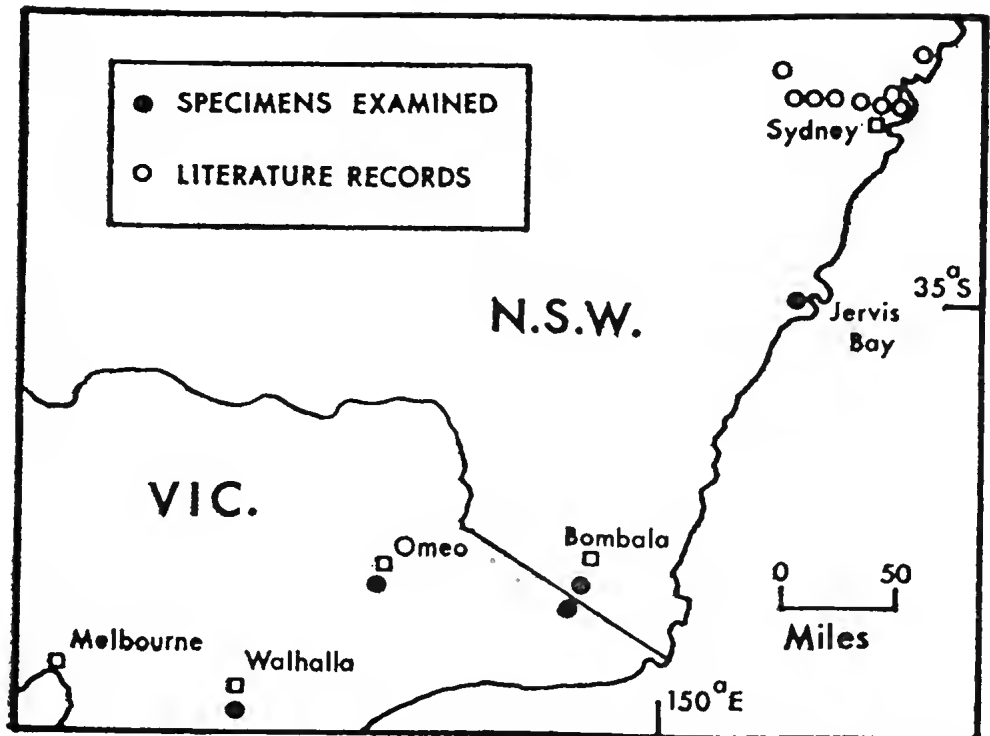 SPECIMENS EXAMINED
LITERATURE RECORDS
Sydney
35°S
Jervis
Bay
N.S.W.
VIC.
Omeo
Bombala
0 50
Miles
Melbourne
Walhalla
150°E